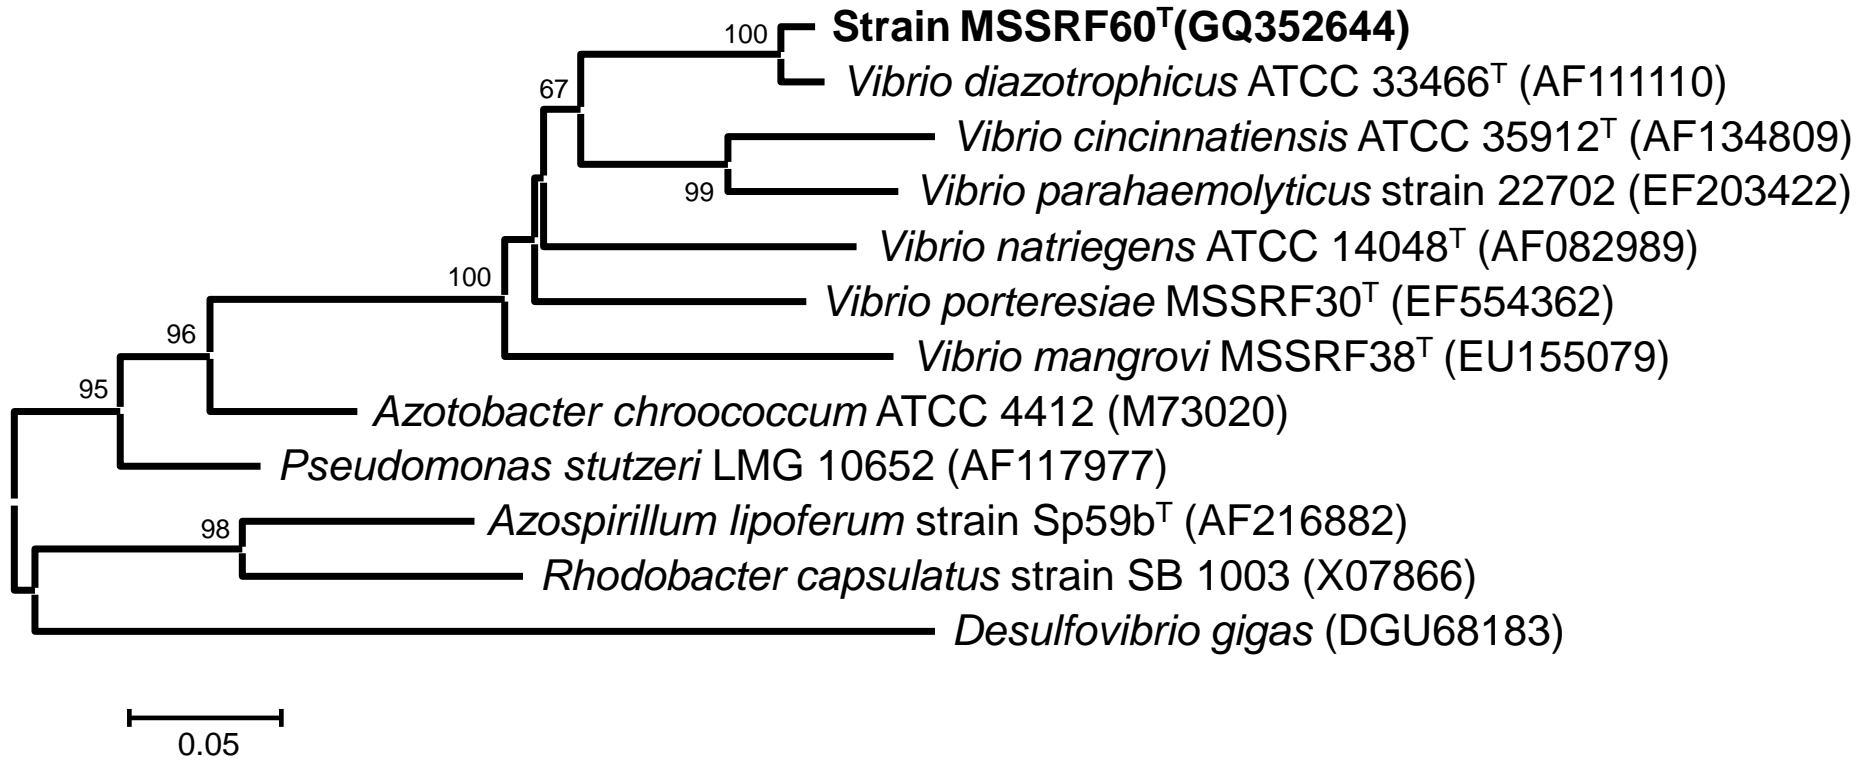 100 Strain MSSRF60ᵀ(GQ352644)
Vibrio diazotrophicus ATCC 33466ᵀ (AF111110)
67
Vibrio cincinnatiensis ATCC 35912ᵀ (AF134809)
99 Vibrio parahaemolyticus strain 22702 (EF203422)
Vibrio natriegens ATCC 14048ᵀ (AF082989)
100
Vibrio porteresiae MSSRF30ᵀ (EF554362)
96
Vibrio mangrovi MSSRF38ᵀ (EU155079)
95
Azotobacter chroococcum ATCC 4412 (M73020)
Pseudomonas stutzeri LMG 10652 (AF117977)
98 Azospirillum lipoferum strain Sp59bᵀ (AF216882)
Rhodobacter capsulatus strain SB 1003 (X07866)
Desulfovibrio gigas (DGU68183)
0.05